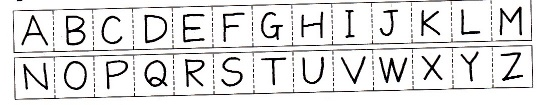 A B C D E F G H I J K L M
N O P Q R S T U V W X Y Z